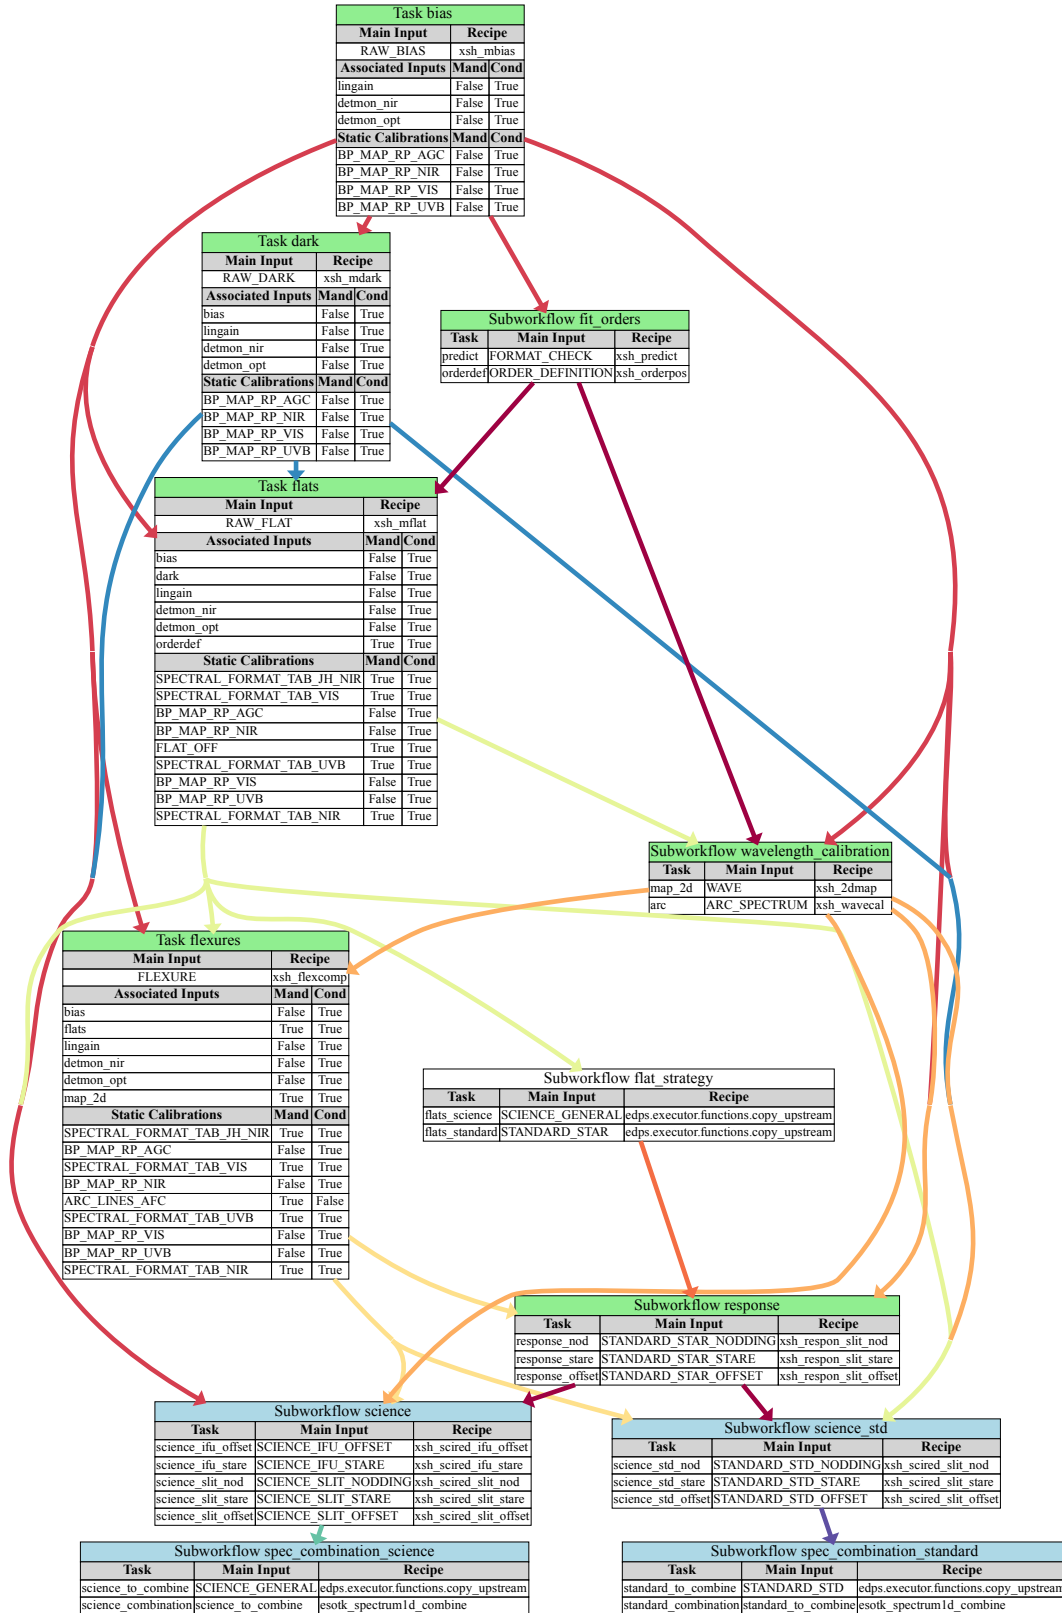 Task bias
Main Input Recipe
RAW_BIAS xsh_mbias
Associated Inputs Mand Cond
lingain False True
detmon_nir False True
detmon_opt False True
Static Calibrations Mand Cond
BP_MAP_RP_AGC False True
BP_MAP_RP_NIR False True
BP_MAP_RP_VIS False True
BP_MAP_RP_UVB False True
Task dark
Main Input Recipe
RAW_DARK xsh_mdark
Associated Inputs Mand Cond
bias False True
lingain False True
detmon_nir False True
detmon_opt False True
Static Calibrations Mand Cond
BP_MAP_RP_AGC False True
BP_MAP_RP_NIR False True
BP_MAP_RP_VIS False True
BP_MAP_RP_UVB False True
Subworkflow fit_orders
Task Main Input Recipe
predict FORMAT_CHECK xsh_predict
orderdef ORDER_DEFINITION xsh_orderpos
Task flats
Main Input Recipe
RAW_FLAT xsh_mflat
Associated Inputs Mand Cond
bias False True
dark False True
lingain False True
detmon_nir False True
detmon_opt False True
orderdef True True
Static Calibrations Mand Cond
SPECTRAL_FORMAT_TAB_JH_NIR True True
SPECTRAL_FORMAT_TAB_VIS True True
BP_MAP_RP_AGC False True
BP_MAP_RP_NIR False True
FLAT_OFF True True
SPECTRAL_FORMAT_TAB_UVB True True
BP_MAP_RP_VIS False True
BP_MAP_RP_UVB False True
SPECTRAL_FORMAT_TAB_NIR True True
Subworkflow wavelength_calibration
Task Main Input Recipe
map_2d WAVE xsh_2dmap
arc ARC_SPECTRUM xsh_wavecal
Task flexures
Main Input Recipe
FLEXURE xsh_flexcomp
Associated Inputs Mand Cond
bias False True
flats True True
lingain False True
detmon_nir False True
detmon_opt False True
map_2d True True
Static Calibrations Mand Cond
SPECTRAL_FORMAT_TAB_JH_NIR True True
BP_MAP_RP_AGC False True
SPECTRAL_FORMAT_TAB_VIS True True
BP_MAP_RP_NIR False True
ARC_LINES_AFC True False
SPECTRAL_FORMAT_TAB_UVB True True
BP_MAP_RP_VIS False True
BP_MAP_RP_UVB False True
SPECTRAL_FORMAT_TAB_NIR True True
Subworkflow flat_strategy
Task Main Input Recipe
flats_science SCIENCE_GENERAL edps.executor.functions.copy_upstream
flats_standard STANDARD_STAR edps.executor.functions.copy_upstream
Subworkflow response
Task Main Input Recipe
response_nod STANDARD_STAR_NODDING xsh_respon_slit_nod
response_stare STANDARD_STAR_STARE xsh_respon_slit_stare
response_offset STANDARD_STAR_OFFSET xsh_respon_slit_offset
Subworkflow science
Task Main Input Recipe
science_ifu_offset SCIENCE_IFU_OFFSET xsh_scired_ifu_offset
science_ifu_stare SCIENCE_IFU_STARE xsh_scired_ifu_stare
science_slit_nod SCIENCE_SLIT_NODDING xsh_scired_slit_nod
science_slit_stare SCIENCE_SLIT_STARE xsh_scired_slit_stare
science_slit_offset SCIENCE_SLIT_OFFSET xsh_scired_slit_offset
Subworkflow science_std
Task Main Input Recipe
science_std_nod STANDARD_STD_NODDING xsh_scired_slit_nod
science_std_stare STANDARD_STD_STARE xsh_scired_slit_stare
science_std_offset STANDARD_STD_OFFSET xsh_scired_slit_offset
Subworkflow spec_combination_science
Task Main Input Recipe
science_to_combine SCIENCE_GENERAL edps.executor.functions.copy_upstream
science_combination science_to_combine esotk_spectrum1d_combine
Subworkflow spec_combination_standard
Task Main Input Recipe
standard_to_combine STANDARD_STD edps.executor.functions.copy_upstream
standard_combination standard_to_combine esotk_spectrum1d_combine